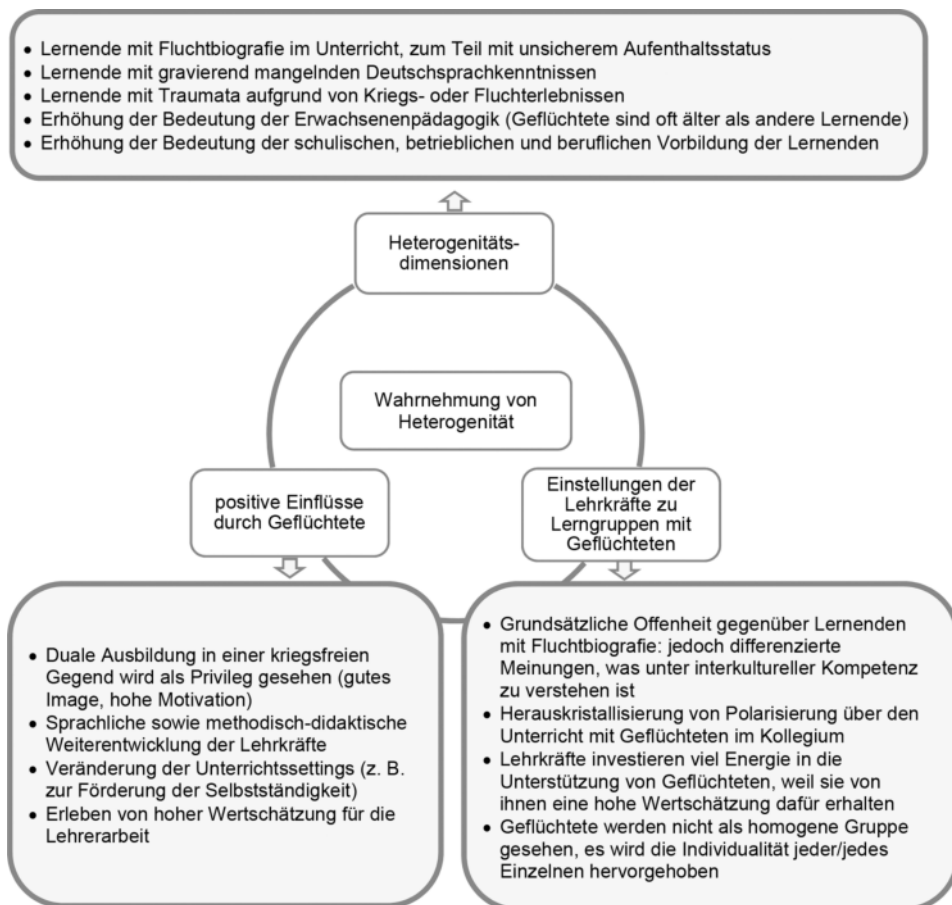 • Lernende mit Fluchtbiografie im Unterricht, zum Teil mit unsicherem Aufenthaltsstatus
• Lernende mit gravierend mangelnden Deutschsprachkenntnissen
• Lernende mit Traumata aufgrund von Kriegs- oder Fluchterlebnissen
• Erhöhung der Bedeutung der Erwachsenenpädagogik (Geflüchtete sind oft älter als andere Lernende)
• Erhöhung der Bedeutung der schulischen, betrieblichen und beruflichen Vorbildung der Lernenden
Heterogenitäts-
dimensionen
Wahrnehmung von
Heterogenität
positive Einflüsse
durch Geflüchtete
Einstellungen der
Lehrkräfte zu
Lerngruppen mit
Geflüchteten
• Duale Ausbildung in einer kriegsfreien
Gegend wird als Privileg gesehen (gutes
Image, hohe Motivation)
• Sprachliche sowie methodisch-didaktische
Weiterentwicklung der Lehrkräfte
• Veränderung der Unterrichtssettings (z. B.
zur Förderung der Selbstständigkeit)
• Erleben von hoher Wertschätzung für die
Lehrerarbeit
• Grundsätzliche Offenheit gegenüber Lernenden
mit Fluchtbiografie: jedoch differenzierte
Meinungen, was unter interkultureller Kompetenz
zu verstehen ist
• Herauskristallisierung von Polarisierung über den
Unterricht mit Geflüchteten im Kollegium
• Lehrkräfte investieren viel Energie in die
Unterstützung von Geflüchteten, weil sie von
ihnen eine hohe Wertschätzung dafür erhalten
• Geflüchtete werden nicht als homogene Gruppe
gesehen, es wird die Individualität jeder/jedes
Einzelnen hervorgehoben